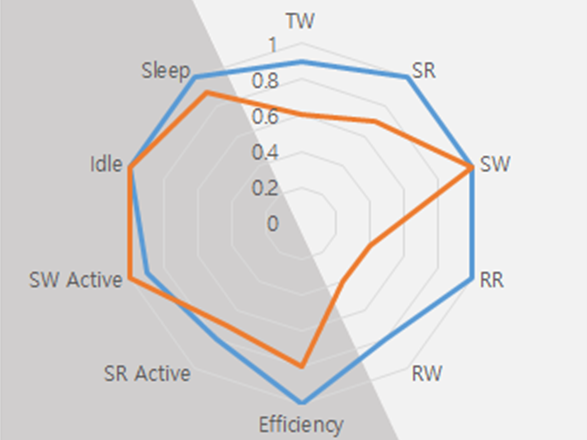 TW
1
Sleep
SR
0.8
0.6
0.4
Idle
SW
0.2
0
SW Active
RR
SR Active
RW
Efficiency